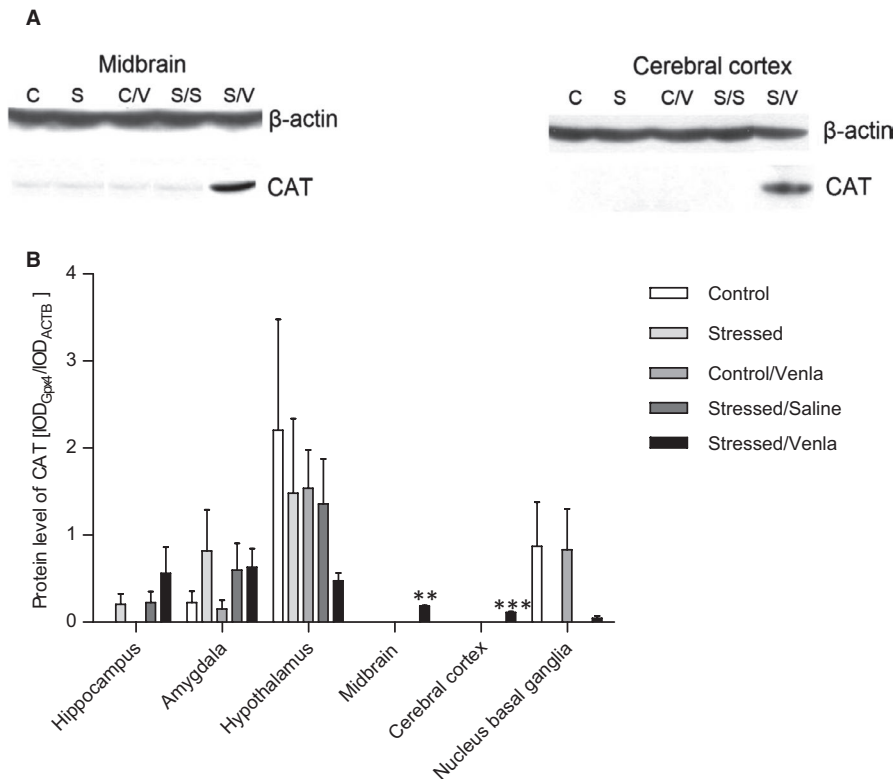 A
Midbrain
C S C/V S/S S/V
β-actin
CAT
Cerebral cortex
C S C/V S/S S/V
β-actin
CAT
B
Protein level of CAT [IOD_Gpx4/IOD_ACTB]
4
3
2
1
0
** ***
Hippocampus
Amygdala
Hypothalamus
Midbrain
Cerebral cortex
Nucleus basal ganglia
Control
Stressed
Control/Venla
Stressed/Saline
Stressed/Venla